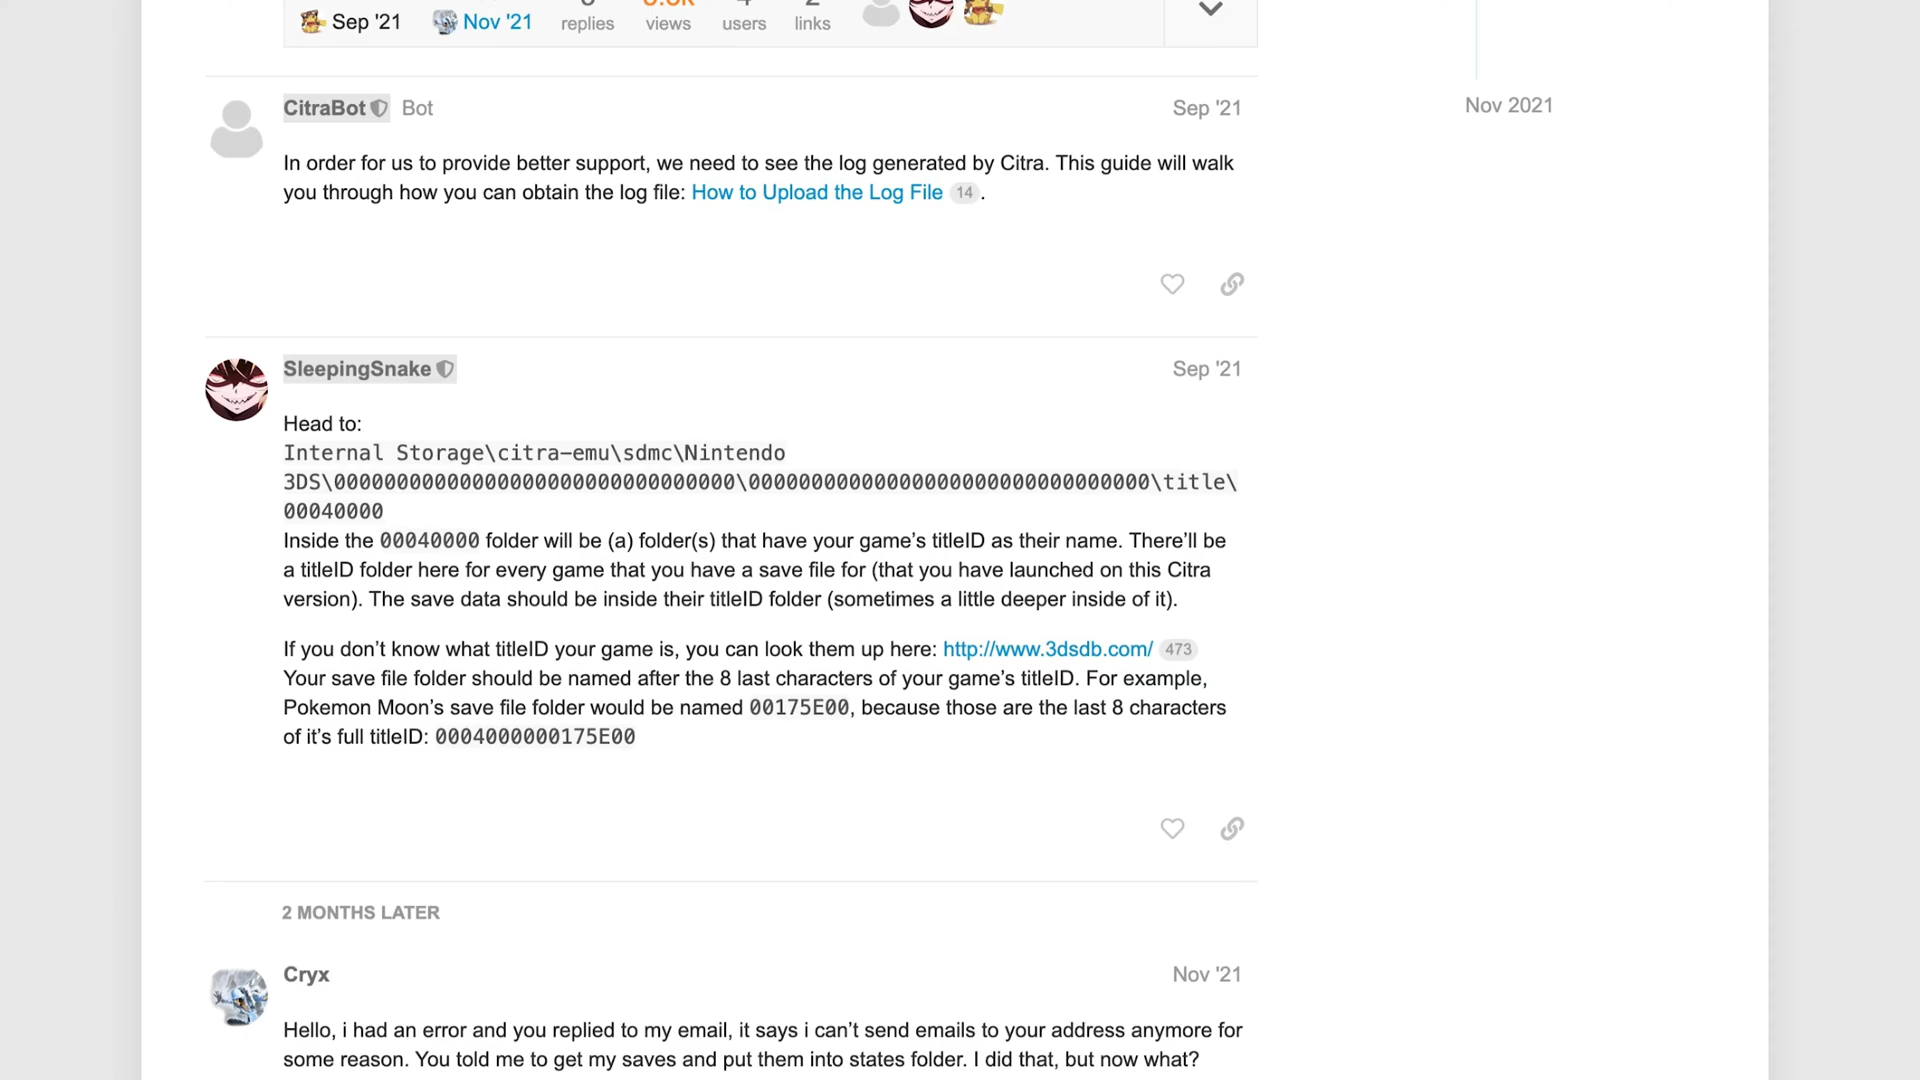 Sep '21 Nov '21 replies views users links
CitraBot Bot Sep '21
Nov 2021
In order for us to provide better support, we need to see the log generated by Citra. This guide will walk
you through how you can obtain the log file: How to Upload the Log File 14 .
SleepingSnake Sep '21
Head to:
Internal Storage\citra-emu\sdmc\Nintendo
3DS\00000000000000000000000000000000\00000000000000000000000000000000\title\
00040000
Inside the 00040000 folder will be (a) folder(s) that have your game’s titleID as their name. There’ll be
a titleID folder here for every game that you have a save file for (that you have launched on this Citra
version). The save data should be inside their titleID folder (sometimes a little deeper inside of it).
If you don’t know what titleID your game is, you can look them up here: http://www.3dsdb.com/ 473
Your save file folder should be named after the 8 last characters of your game’s titleID. For example,
Pokemon Moon’s save file folder would be named 00175E00, because those are the last 8 characters
of it’s full titleID: 0004000000175E00
2 MONTHS LATER
Cryx Nov '21
Hello, i had an error and you replied to my email, it says i can’t send emails to your address anymore for
some reason. You told me to get my saves and put them into states folder. I did that, but now what?